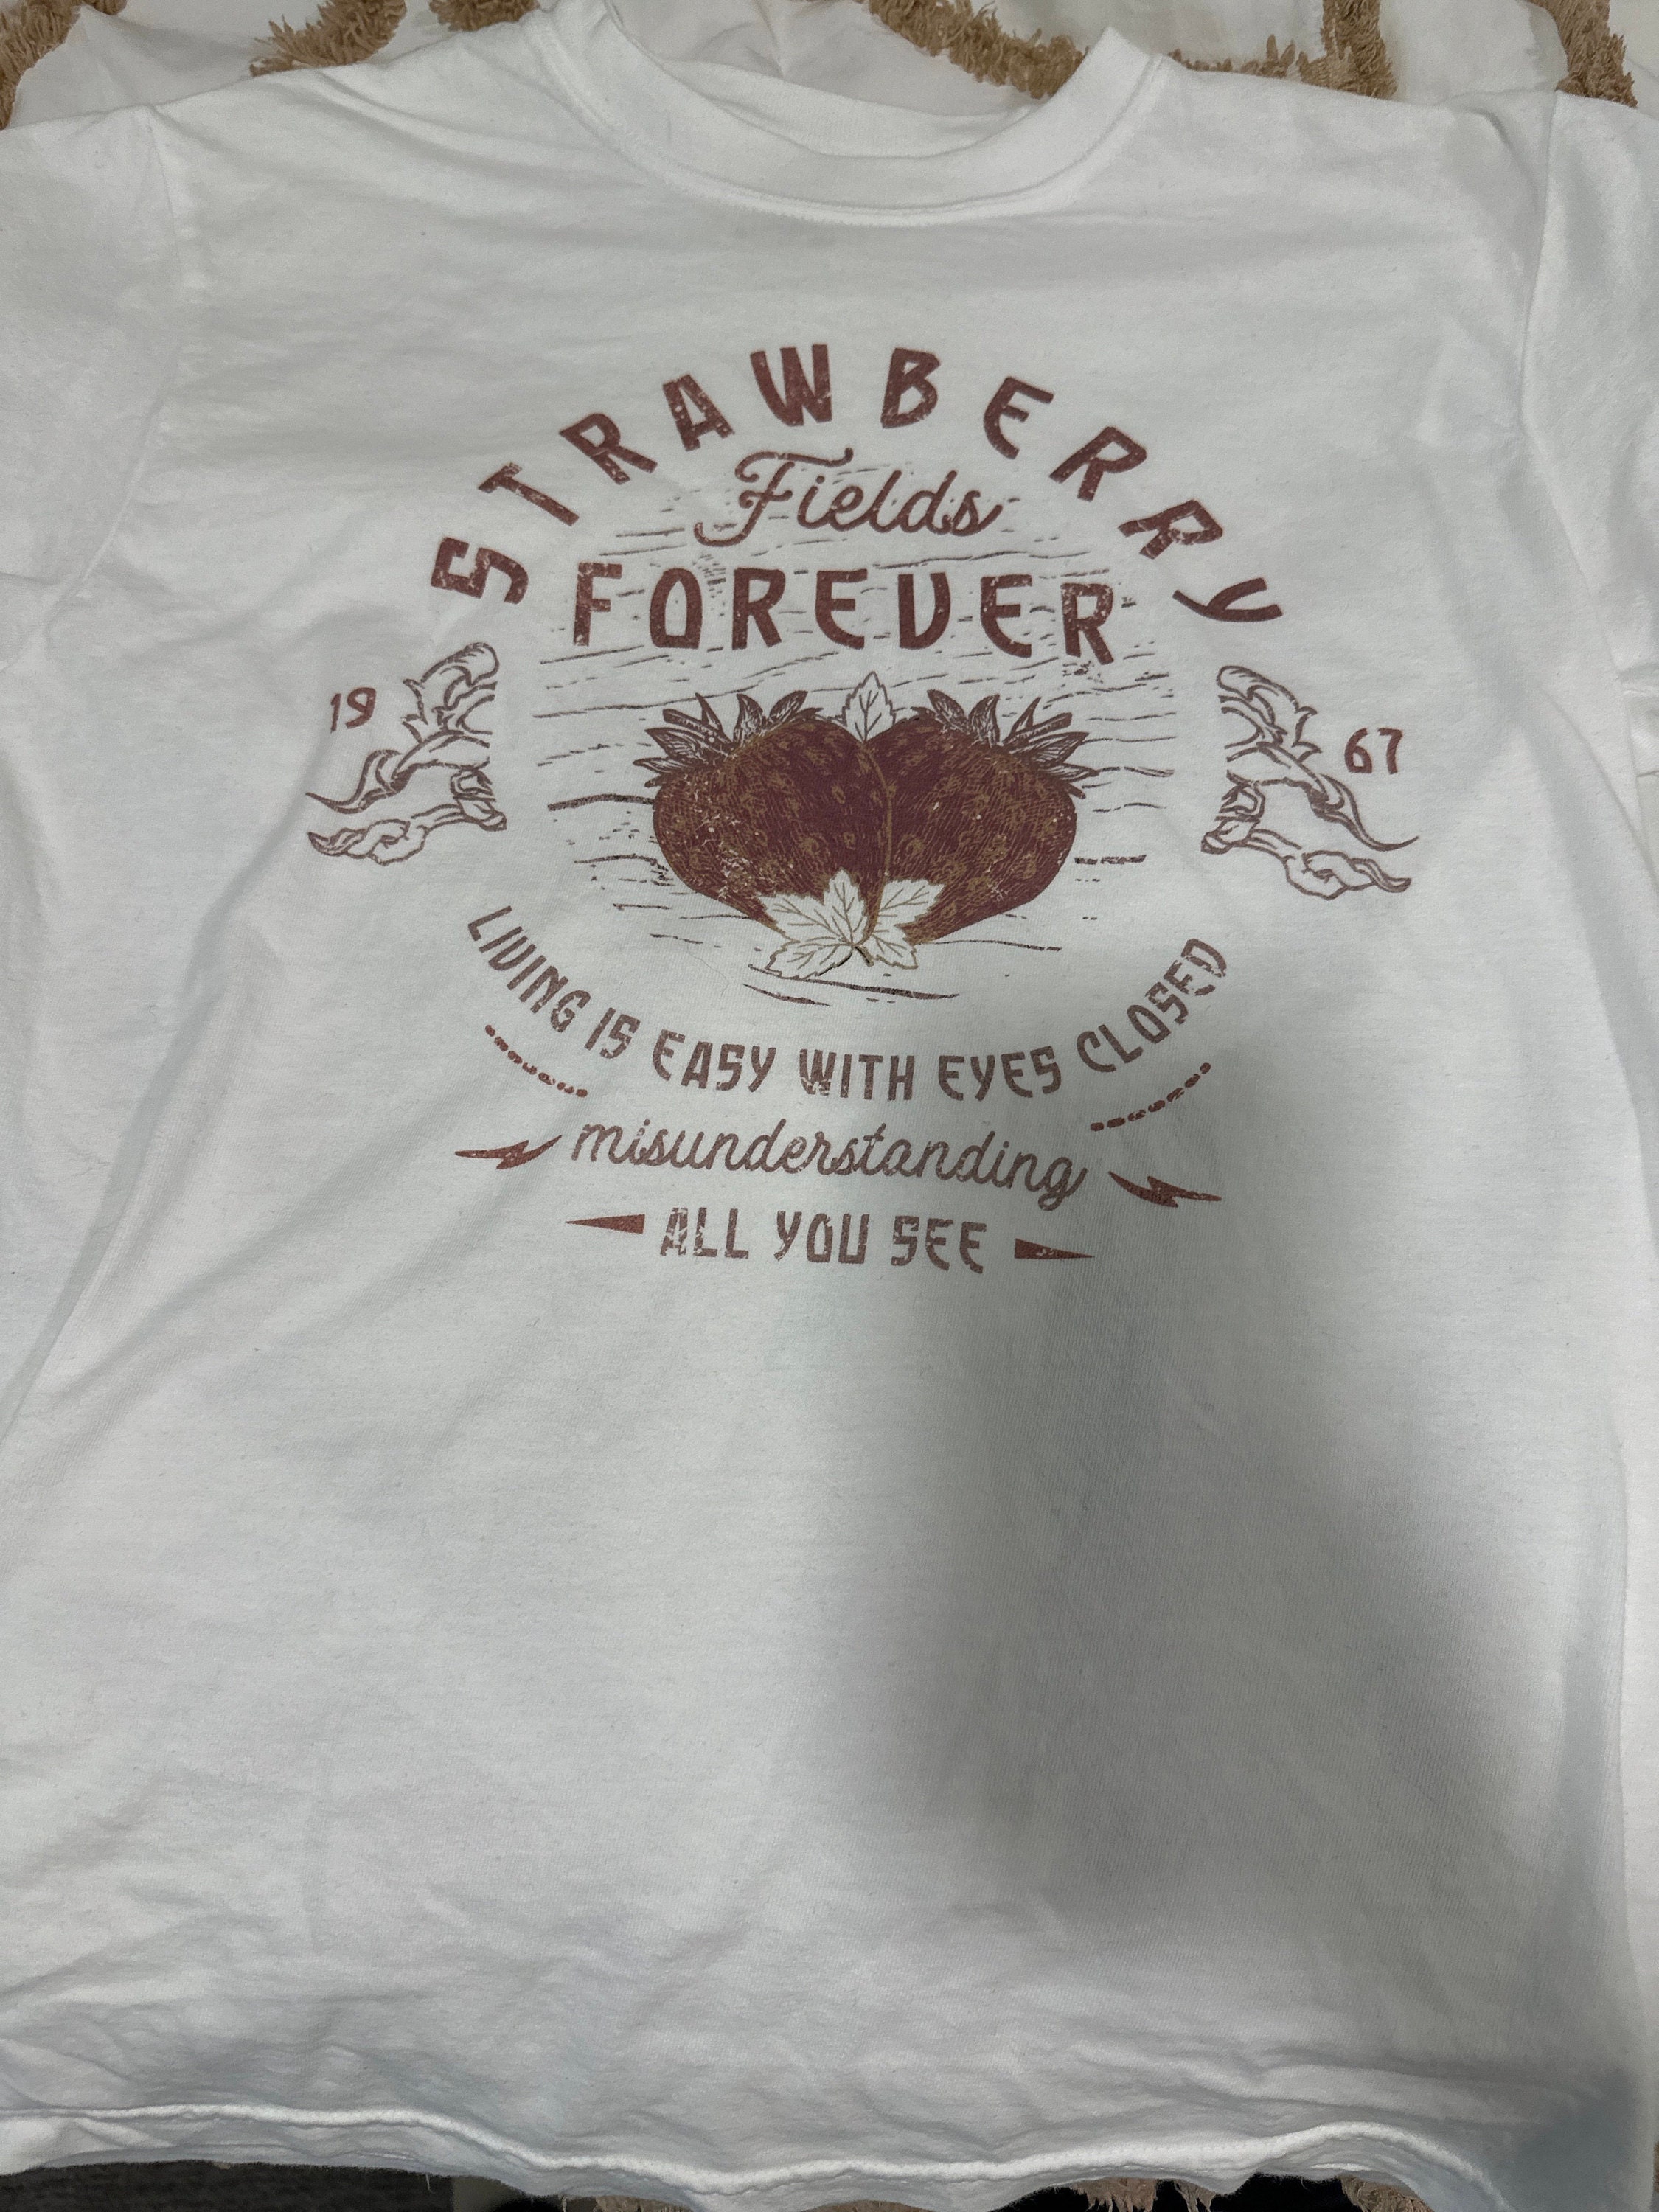 STRAWBERRY
Fields
FOREVER
19
67
LIVING IS EASY WITH EYES CLOSED
misunderstanding
ALL YOU SEE